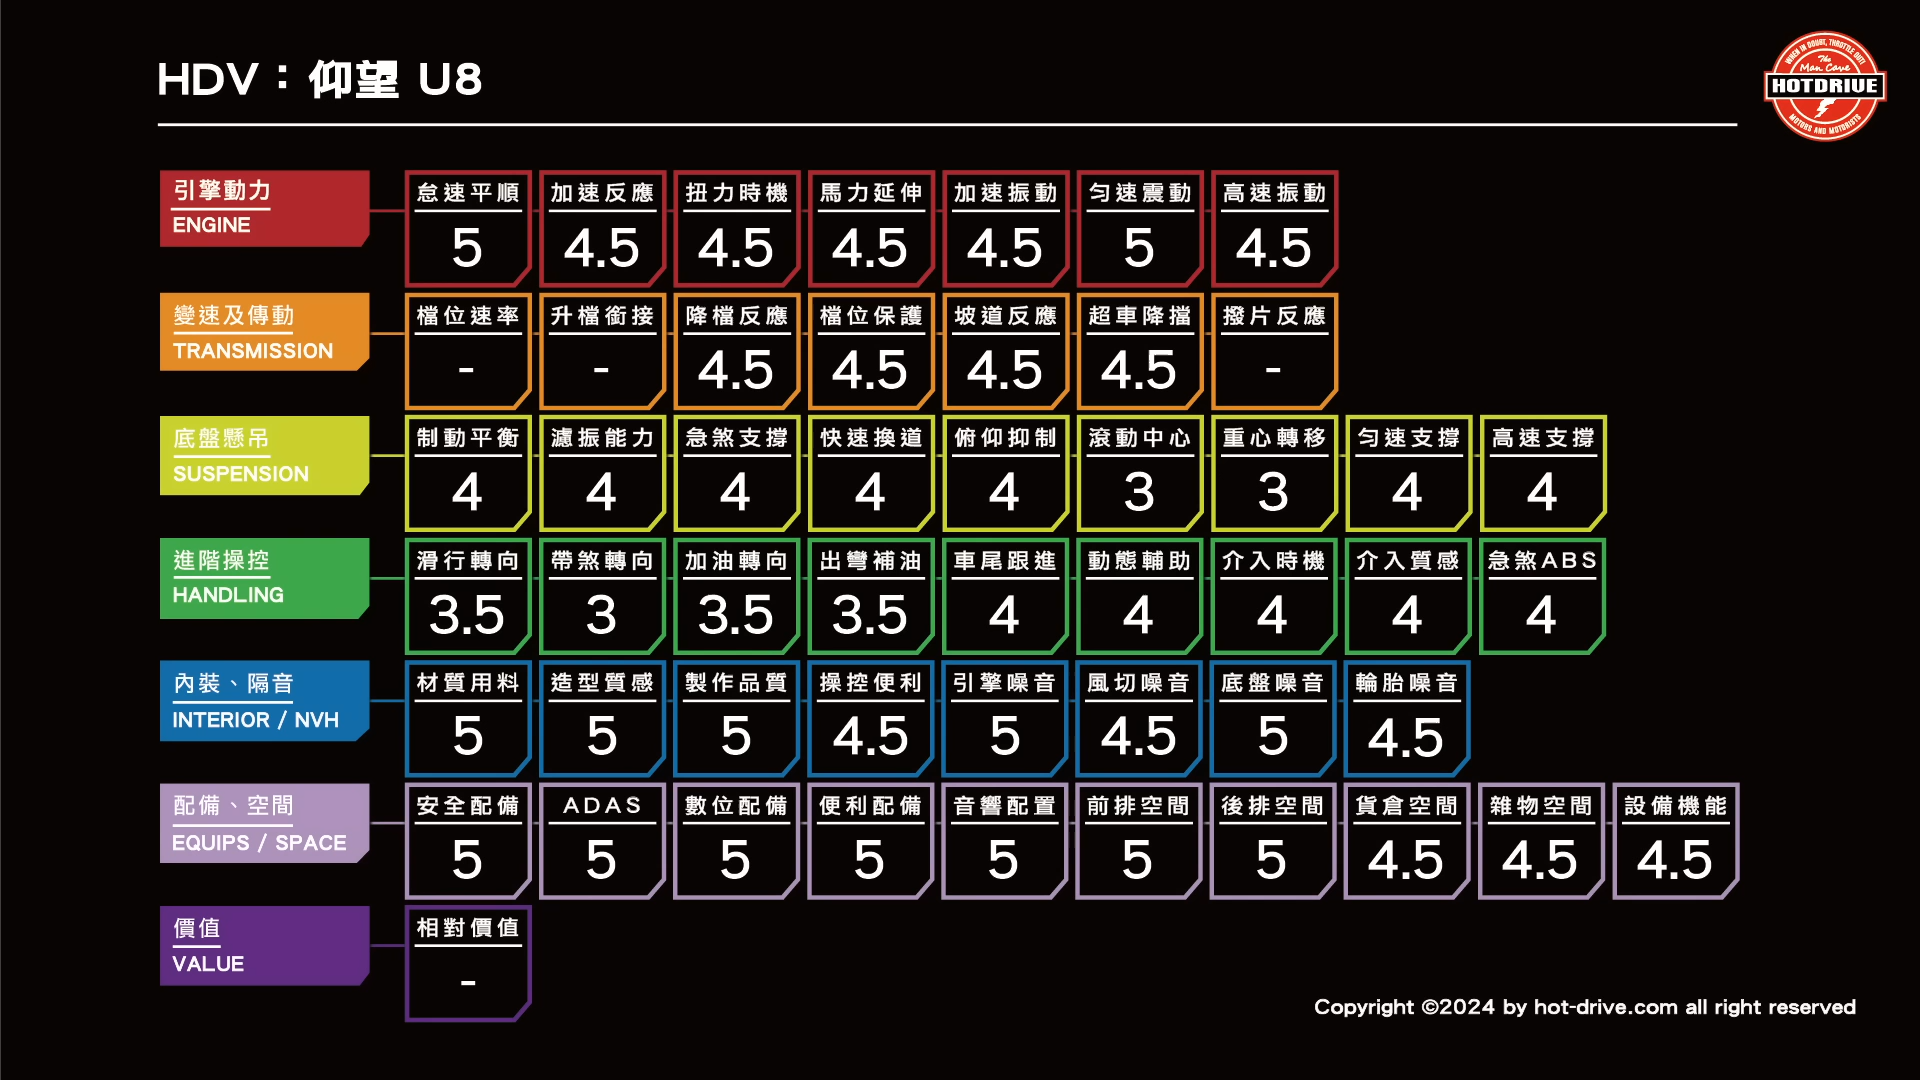 HDV：仰望 U8
WHEN IN DOUBT, THROTTLE OUT!
The
Man Cave
HOTDRIVE
MOTORS AND MOTORISTS
引擎動力
ENGINE
怠速平順 加速反應 扭力時機 馬力延伸 加速振動 勻速震動 高速振動
5 4.5 4.5 4.5 4.5 5 4.5
變速及傳動
TRANSMISSION
檔位速率 升檔銜接 降檔反應 檔位保護 坡道反應 超車降擋 撥片反應
- - 4.5 4.5 4.5 4.5 -
底盤懸吊
SUSPENSION
制動平衡 濾振能力 急煞支撐 快速換道 俯仰抑制 滾動中心 重心轉移 勻速支撐 高速支撐
4 4 4 4 4 3 3 4 4
進階操控
HANDLING
滑行轉向 帶煞轉向 加油轉向 出彎補油 車尾跟進 動態輔助 介入時機 介入質感 急煞ABS
3.5 3 3.5 3.5 4 4 4 4 4
內裝、隔音
INTERIOR / NVH
材質用料 造型質感 製作品質 操控便利 引擎噪音 風切噪音 底盤噪音 輪胎噪音
5 5 5 4.5 5 4.5 5 4.5
配備、空間
EQUIPS / SPACE
安全配備 ADAS 數位配備 便利配備 音響配置 前排空間 後排空間 貨倉空間 雜物空間 設備機能
5 5 5 5 5 5 5 4.5 4.5 4.5
價值
VALUE
相對價值
-
Copyright ©2024 by hot-drive.com all right reserved